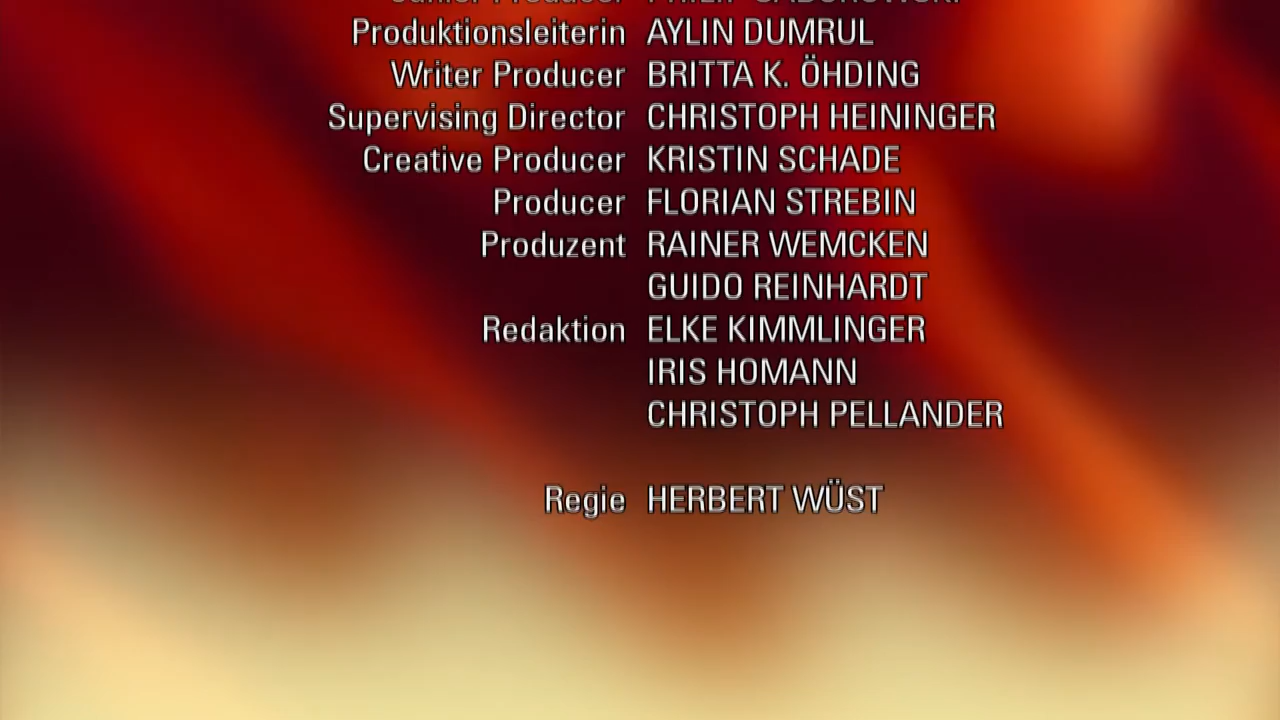 Produktionsleiterin AYLIN DUMRUL
Writer Producer BRITTA K. ÖHDING
Supervising Director CHRISTOPH HEININGER
Creative Producer KRISTIN SCHADE
Producer FLORIAN STREBIN
Produzent RAINER WEMCKEN
GUIDO REINHARDT
Redaktion ELKE KIMMLINGER
IRIS HOMANN
CHRISTOPH PELLANDER
Regie HERBERT WÜST